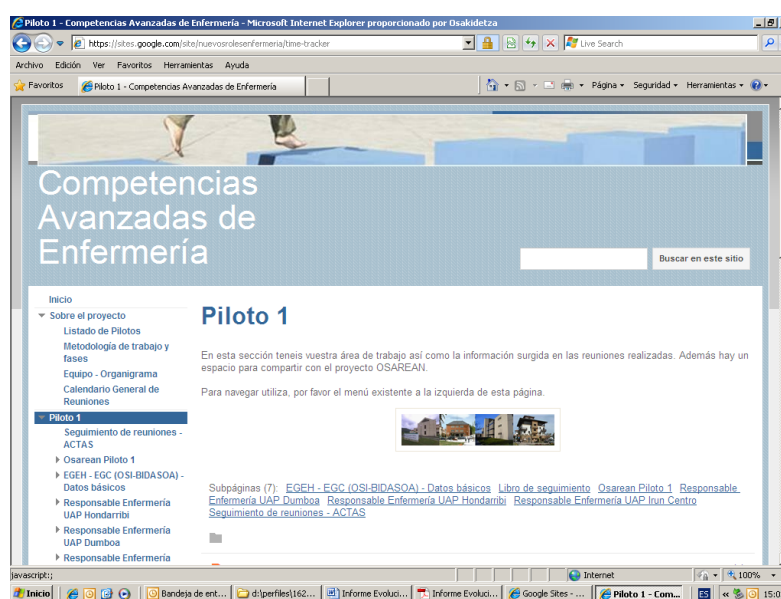 Piloto 1 - Competencias Avanzadas de Enfermería - Microsoft Internet Explorer proporcionado por Osakidetza
https://sites.google.com/site/nuevosrolesenfermeria/time-tracker
Live Search
Archivo Edición Ver Favoritos Herramientas Ayuda
Favoritos
Piloto 1 - Competencias Avanzadas de Enfermería
Página Seguridad Herramientas
Competencias
Avanzadas de
Enfermería
Buscar en este sitio
Inicio
Sobre el proyecto
Listado de Pilotos
Metodología de trabajo y
fases
Equipo - Organigrama
Calendario General de
Reuniones
Piloto 1
Seguimiento de reuniones -
ACTAS
Osarean Piloto 1
EGEH - EGC (OSI-BIDASOA) -
Datos básicos
Responsable Enfermería
UAP Hondarribi
Responsable Enfermería
UAP Dumboa
Responsable Enfermería
Piloto 1
En esta sección teneis vuestra área de trabajo así como la información surgida en las reuniones realizadas. Además hay un
espacio para compartir con el proyecto OSAREAN.
Para navegar utiliza, por favor el menú existente a la izquierda de esta página.
Subpáginas (7): EGEH - EGC (OSI-BIDASOA) - Datos básicos Libro de seguimiento Osarean Piloto 1 Responsable
Enfermería UAP Dumboa Responsable Enfermería UAP Hondarribi Responsable Enfermería UAP Irun Centro
Seguimiento de reuniones - ACTAS
javascript:;
Internet
100%
Inicio
Bandeja de ent...
d:\perfiles\162...
Informe Evoluci...
Informe Evoluci...
Google Sites - ...
Piloto 1 - Com...
ES
15:0